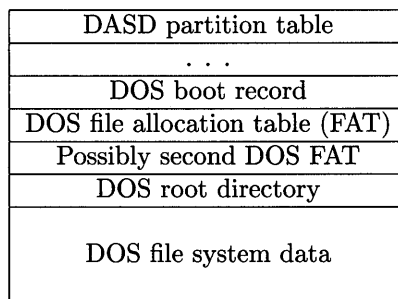 DASD partition table
. . .
DOS boot record
DOS file allocation table (FAT)
Possibly second DOS FAT
DOS root directory
DOS file system data